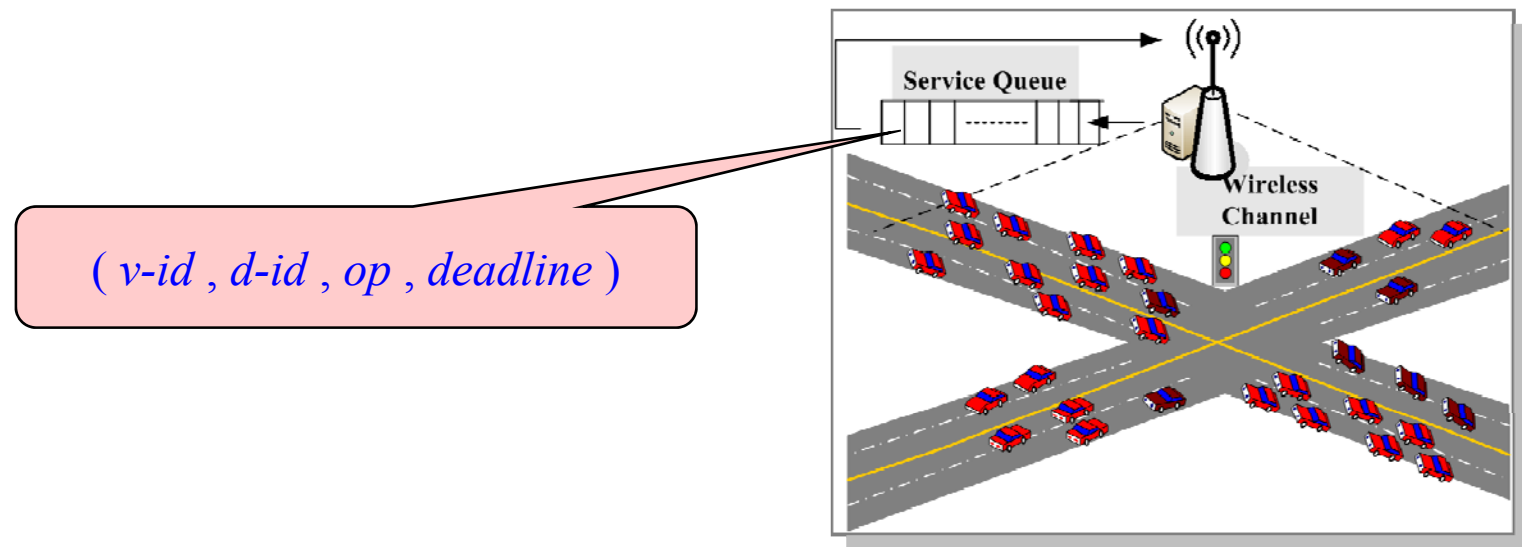 Service Queue
Wireless
Channel
( v-id , d-id , op , deadline )